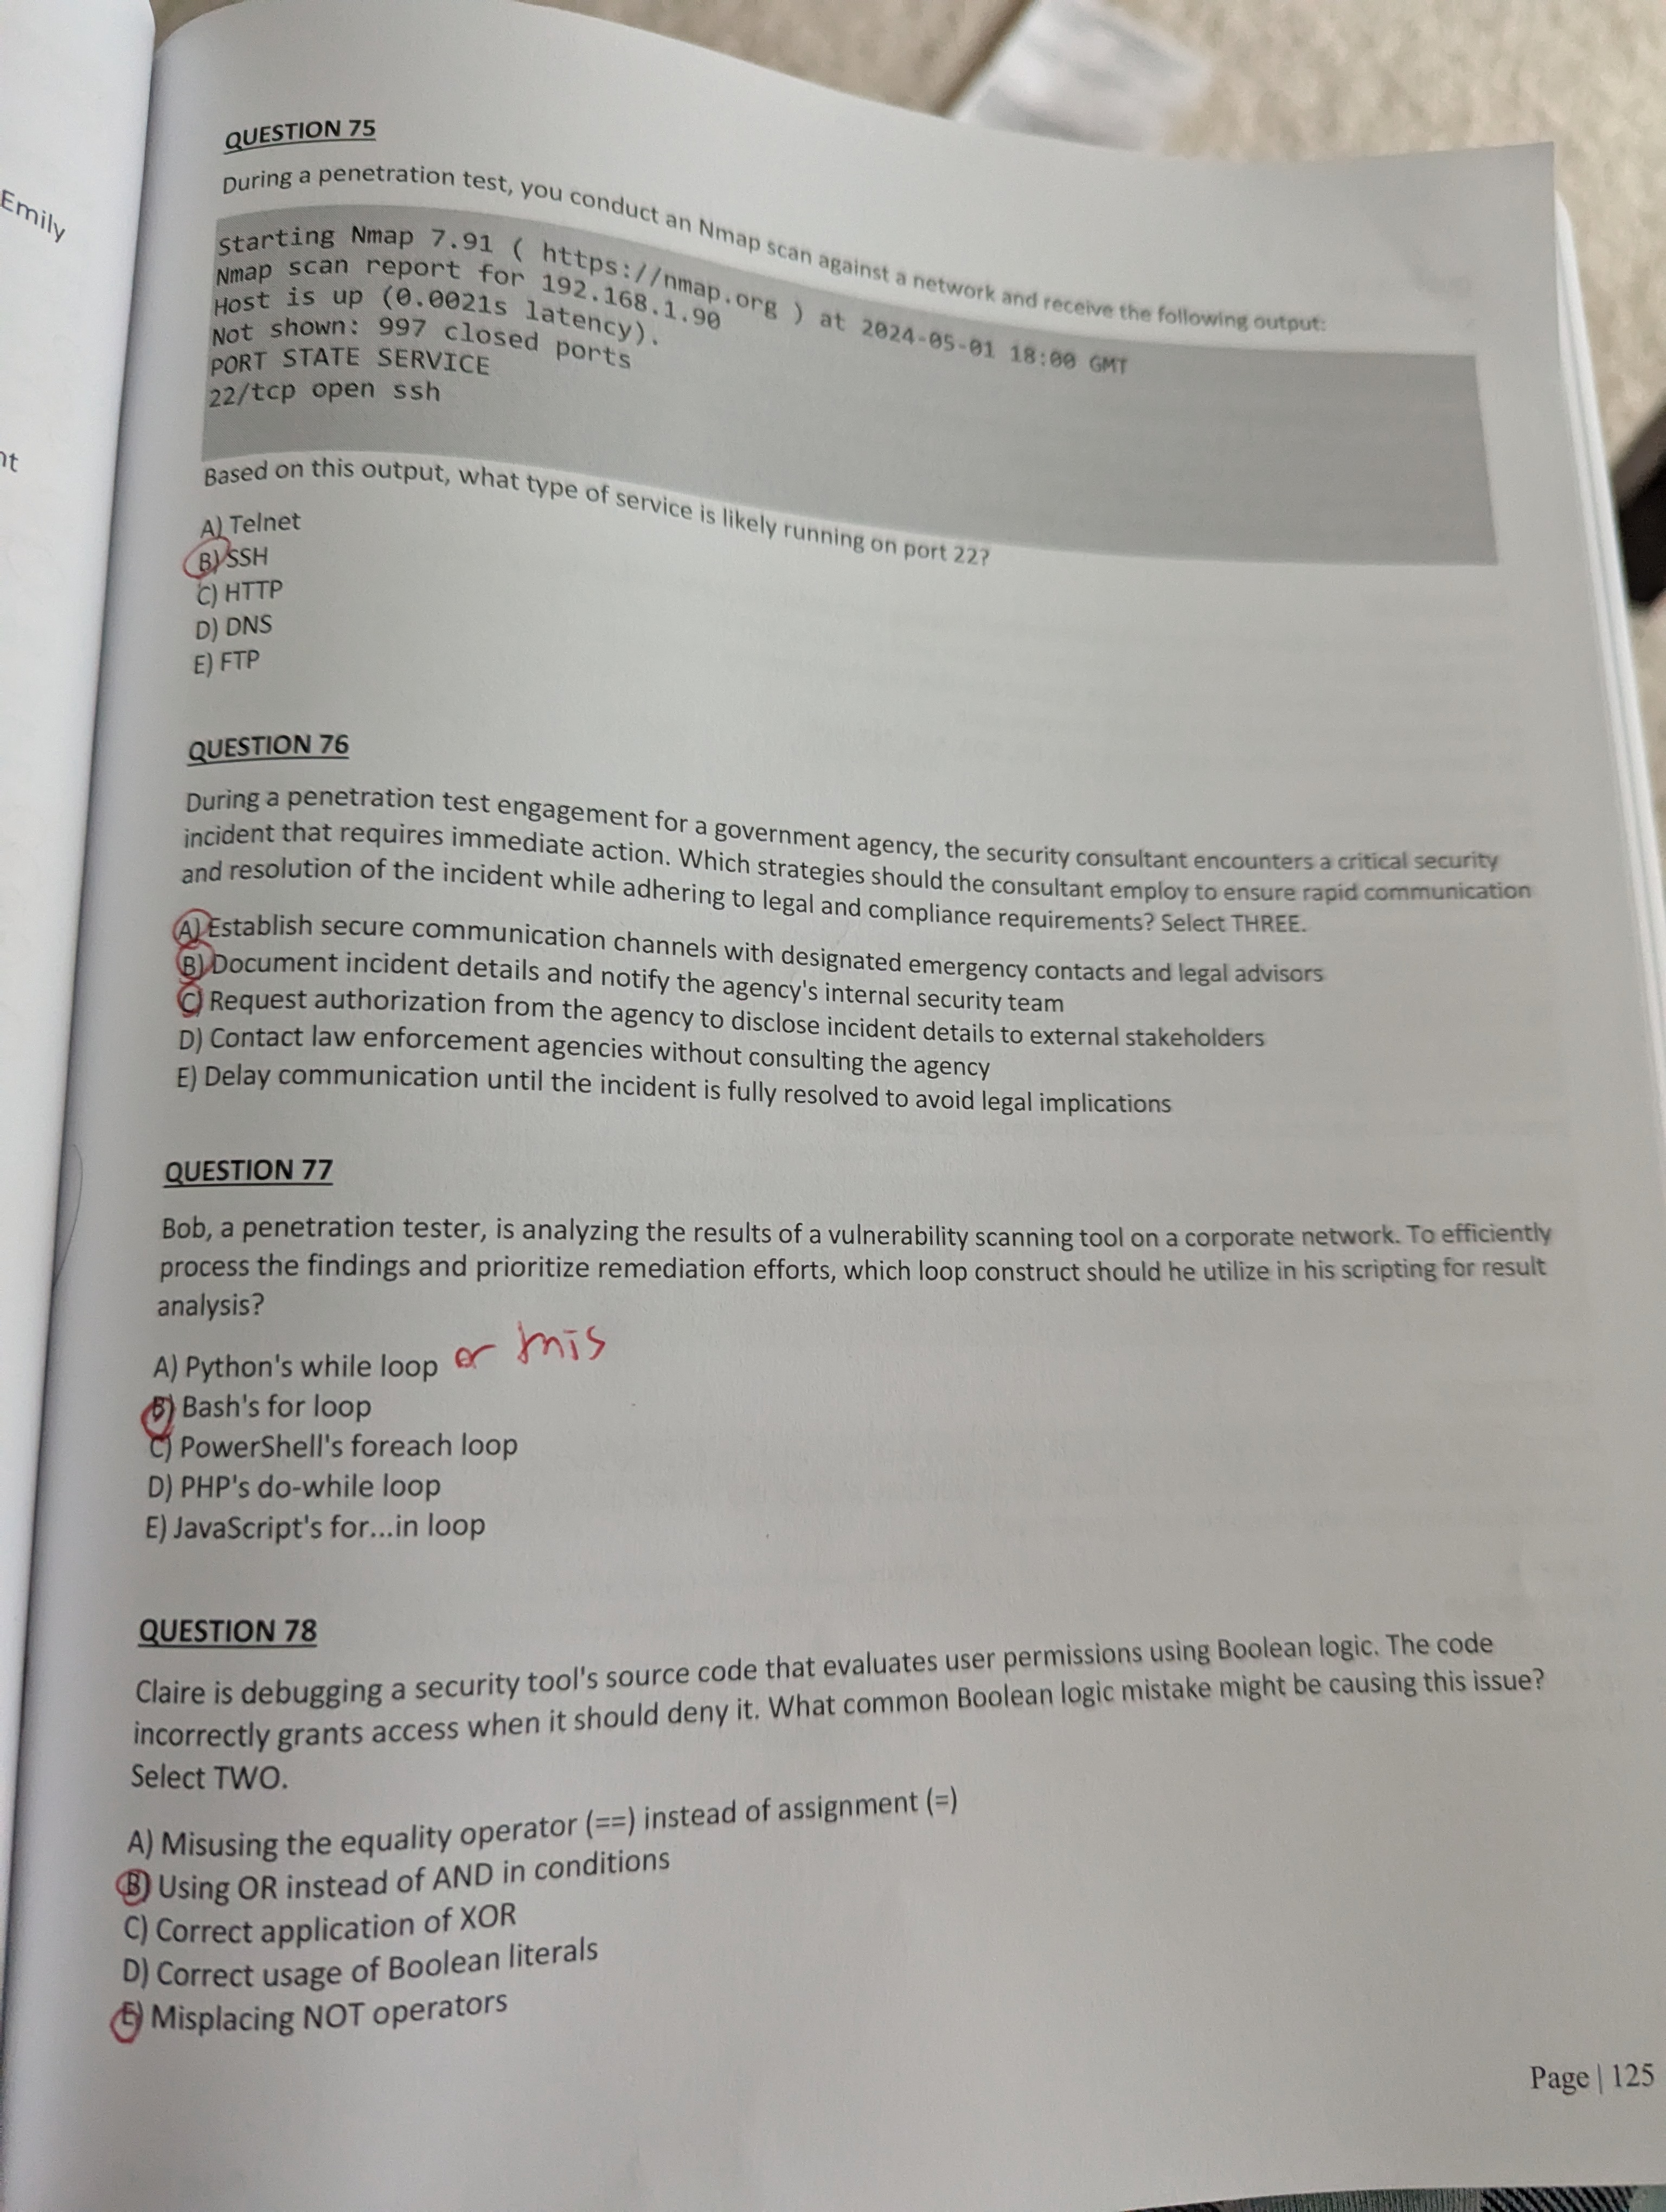 Emily
nt
QUESTION 75
During a penetration test, you conduct an Nmap scan against a network and receive the following output:
Starting Nmap 7.91 ( https://nmap.org ) at 2024-05-01 18:00 GMT
Nmap scan report for 192.168.1.90
Host is up (0.0021s latency).
Not shown: 997 closed ports
PORT STATE SERVICE
22/tcp open ssh
Based on this output, what type of service is likely running on port 22?
A) Telnet
B) SSH
C) HTTP
D) DNS
E) FTP
QUESTION 76
During a penetration test engagement for a government agency, the security consultant encounters a critical security
incident that requires immediate action. Which strategies should the consultant employ to ensure rapid communication
and resolution of the incident while adhering to legal and compliance requirements? Select THREE.
A) Establish secure communication channels with designated emergency contacts and legal advisors
B) Document incident details and notify the agency's internal security team
C) Request authorization from the agency to disclose incident details to external stakeholders
D) Contact law enforcement agencies without consulting the agency
E) Delay communication until the incident is fully resolved to avoid legal implications
QUESTION 77
Bob, a penetration tester, is analyzing the results of a vulnerability scanning tool on a corporate network. To efficiently
process the findings and prioritize remediation efforts, which loop construct should he utilize in his scripting for result
analysis?
A) Python's while loop or this
B) Bash's for loop
C) PowerShell's foreach loop
D) PHP's do-while loop
E) JavaScript's for...in loop
QUESTION 78
Claire is debugging a security tool's source code that evaluates user permissions using Boolean logic. The code
incorrectly grants access when it should deny it. What common Boolean logic mistake might be causing this issue?
Select TWO.
A) Misusing the equality operator (==) instead of assignment (=)
B) Using OR instead of AND in conditions
C) Correct application of XOR
D) Correct usage of Boolean literals
E) Misplacing NOT operators
Page | 125